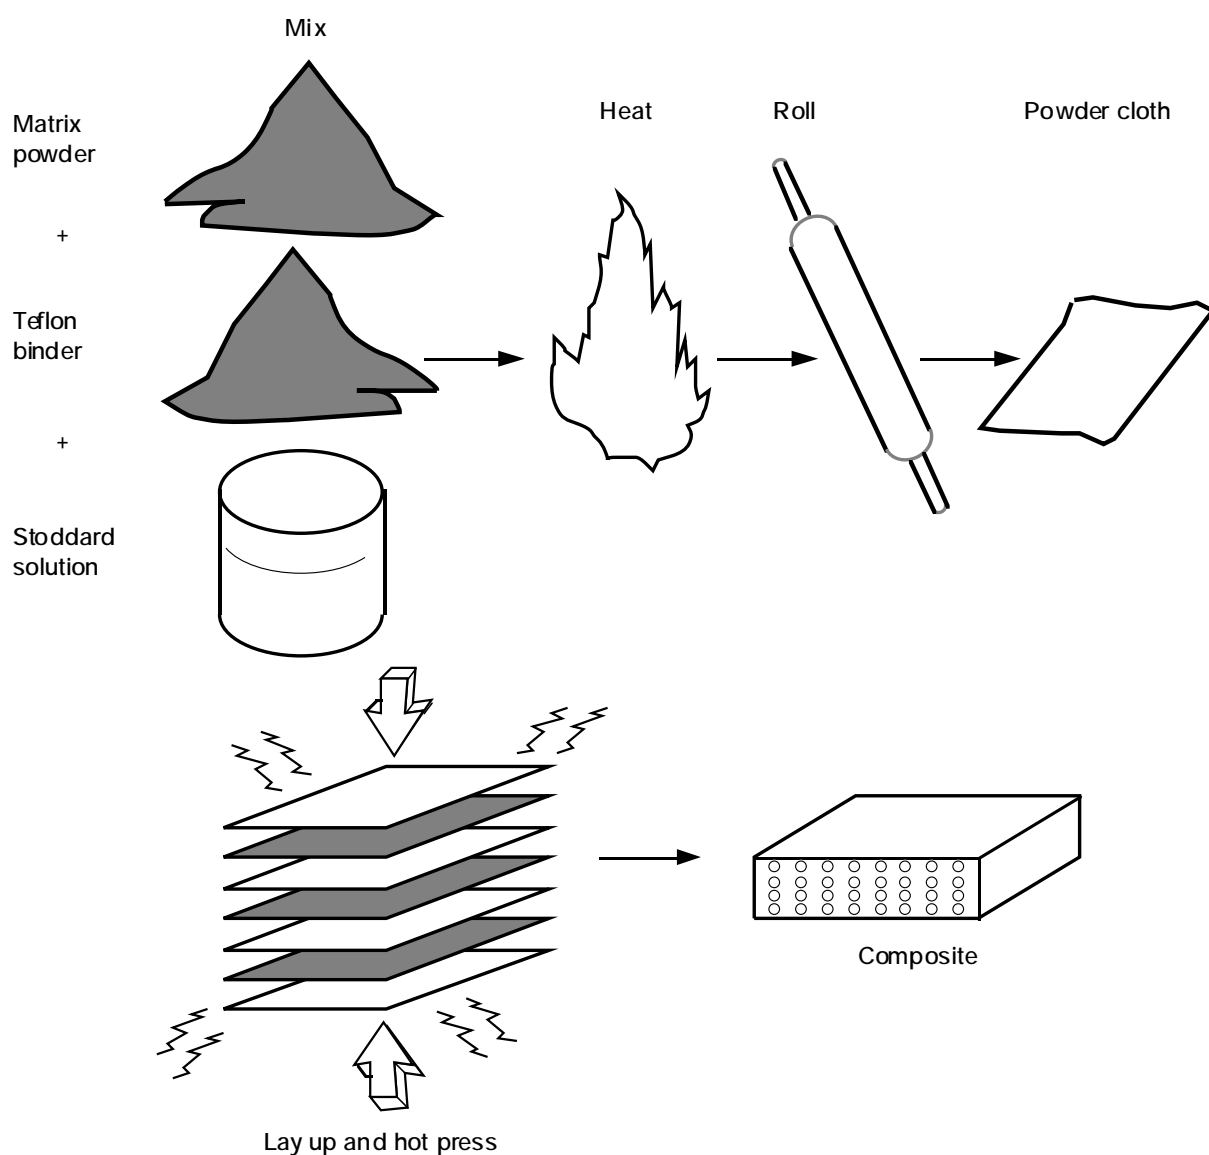 Mix
Heat
Roll
Powder cloth
Matrix
powder
+
Teflon
binder
+
Stoddard
solution
Composite
Lay up and hot press